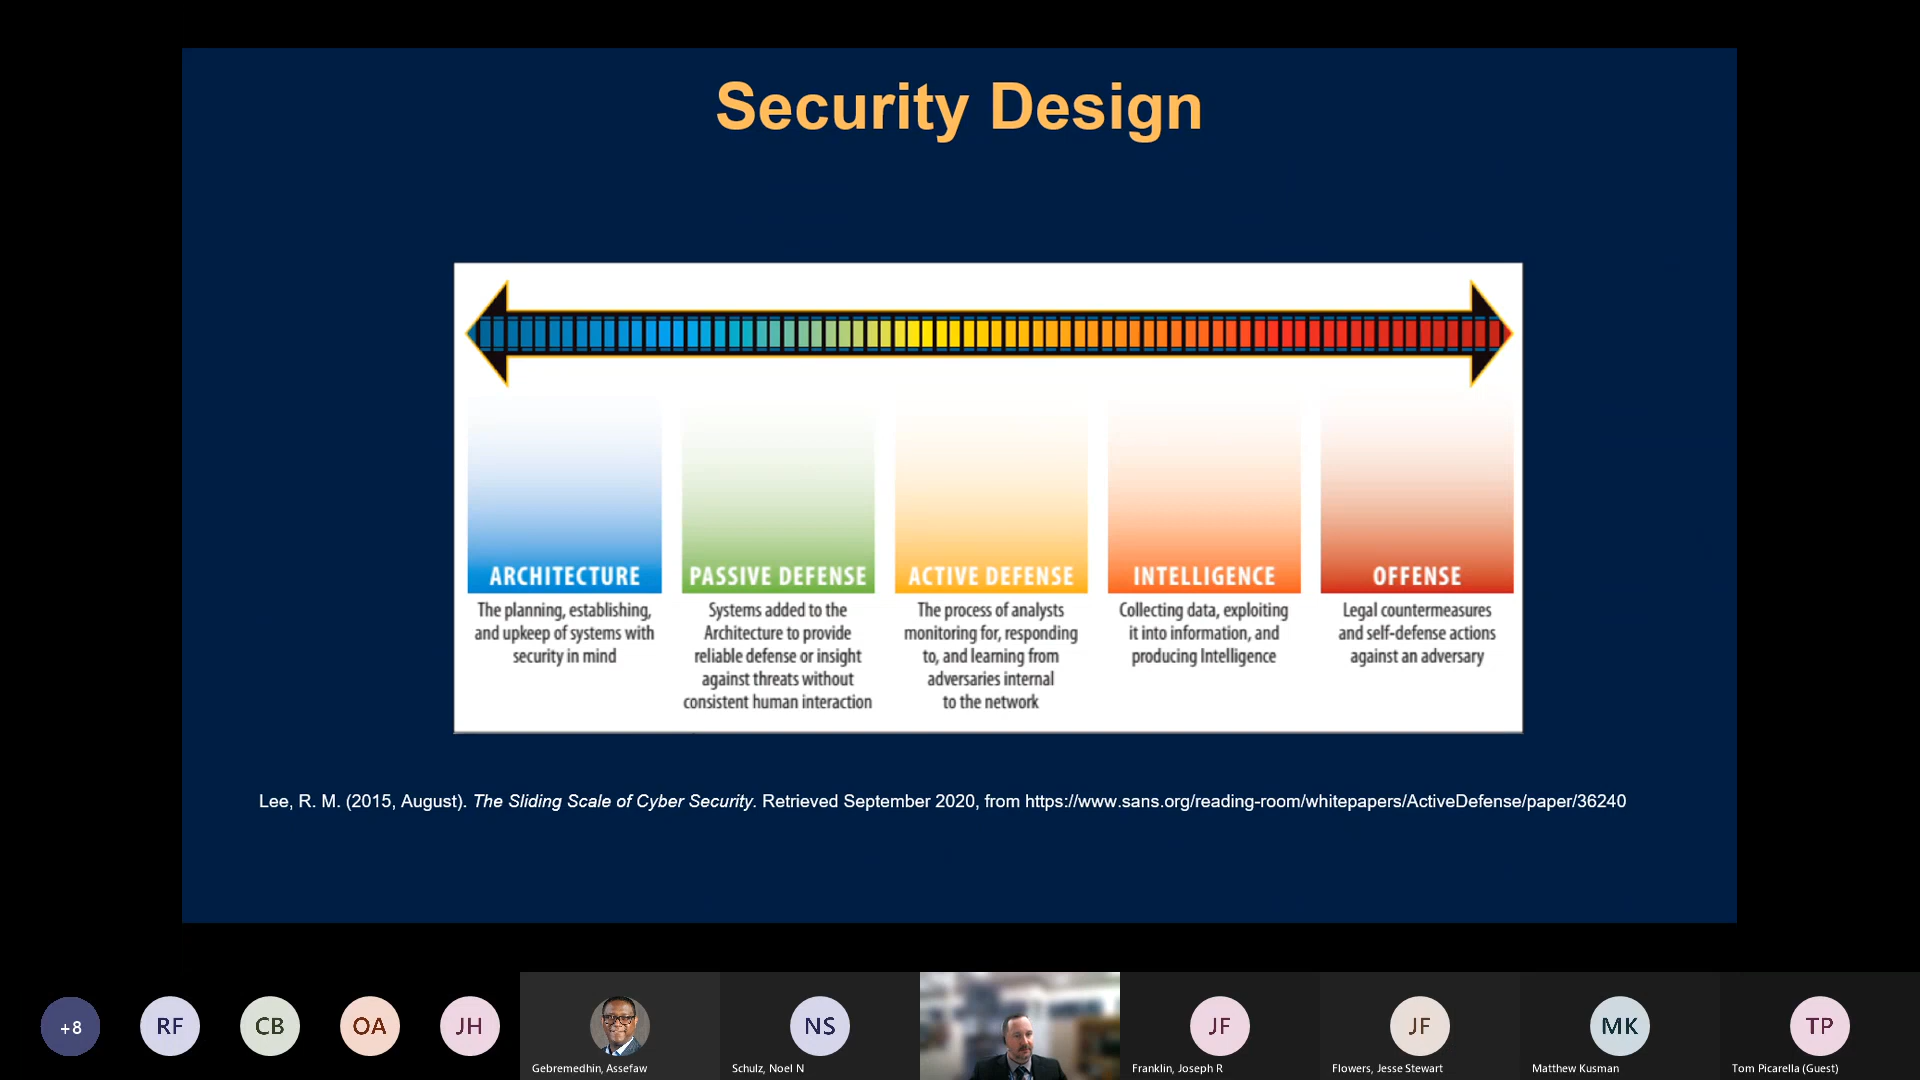 Security Design
ARCHITECTURE
The planning, establishing,
and upkeep of systems with
security in mind
PASSIVE DEFENSE
Systems added to the
Architecture to provide
reliable defense or insight
against threats without
consistent human interaction
ACTIVE DEFENSE
The process of analysts
monitoring for, responding
to, and learning from
adversaries internal
to the network
INTELLIGENCE
Collecting data, exploiting
it into information, and
producing Intelligence
OFFENSE
Legal countermeasures
and self-defense actions
against an adversary
Lee, R. M. (2015, August). The Sliding Scale of Cyber Security. Retrieved September 2020, from https://www.sans.org/reading-room/whitepapers/ActiveDefense/paper/36240
+8
RF
CB
OA
JH
Gebremedhin, Assefaw
NS
Schulz, Noel N
JF
Franklin, Joseph R
JF
Flowers, Jesse Stewart
MK
Matthew Kusman
TP
Tom Picarella (Guest)